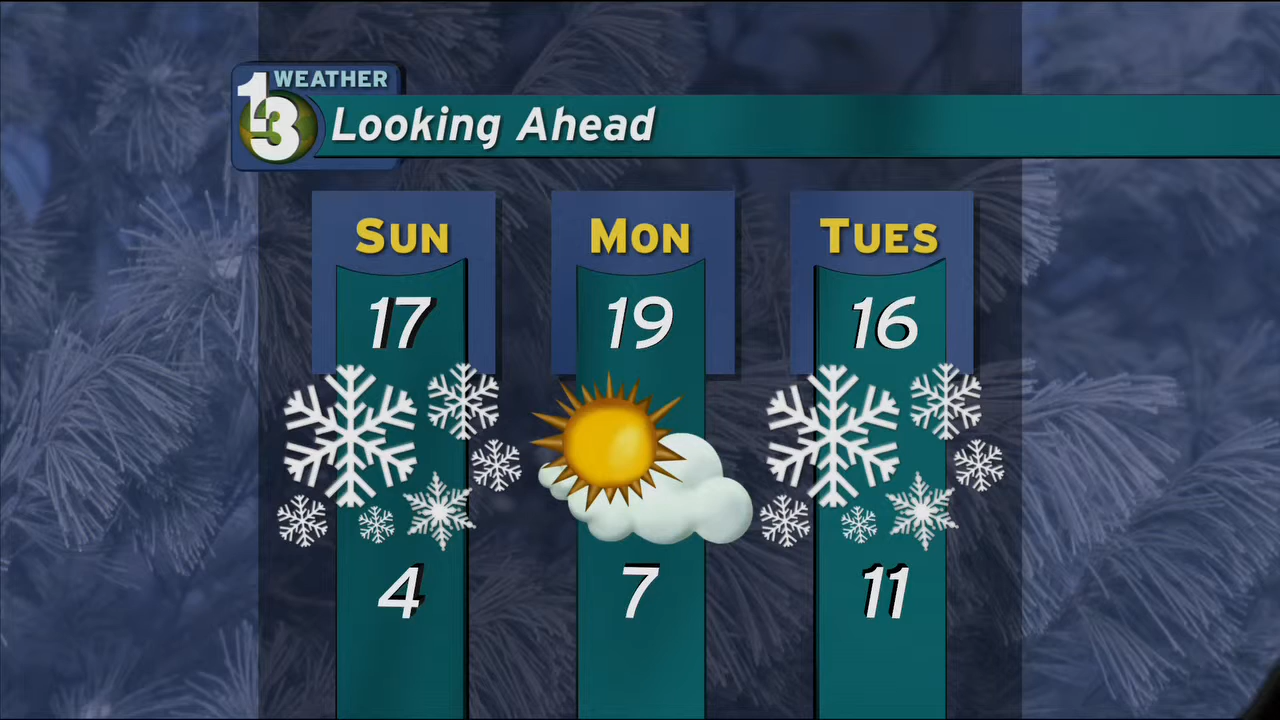 WEATHER
13
Looking Ahead
SUN MON TUES
17 19 16
4 7 11